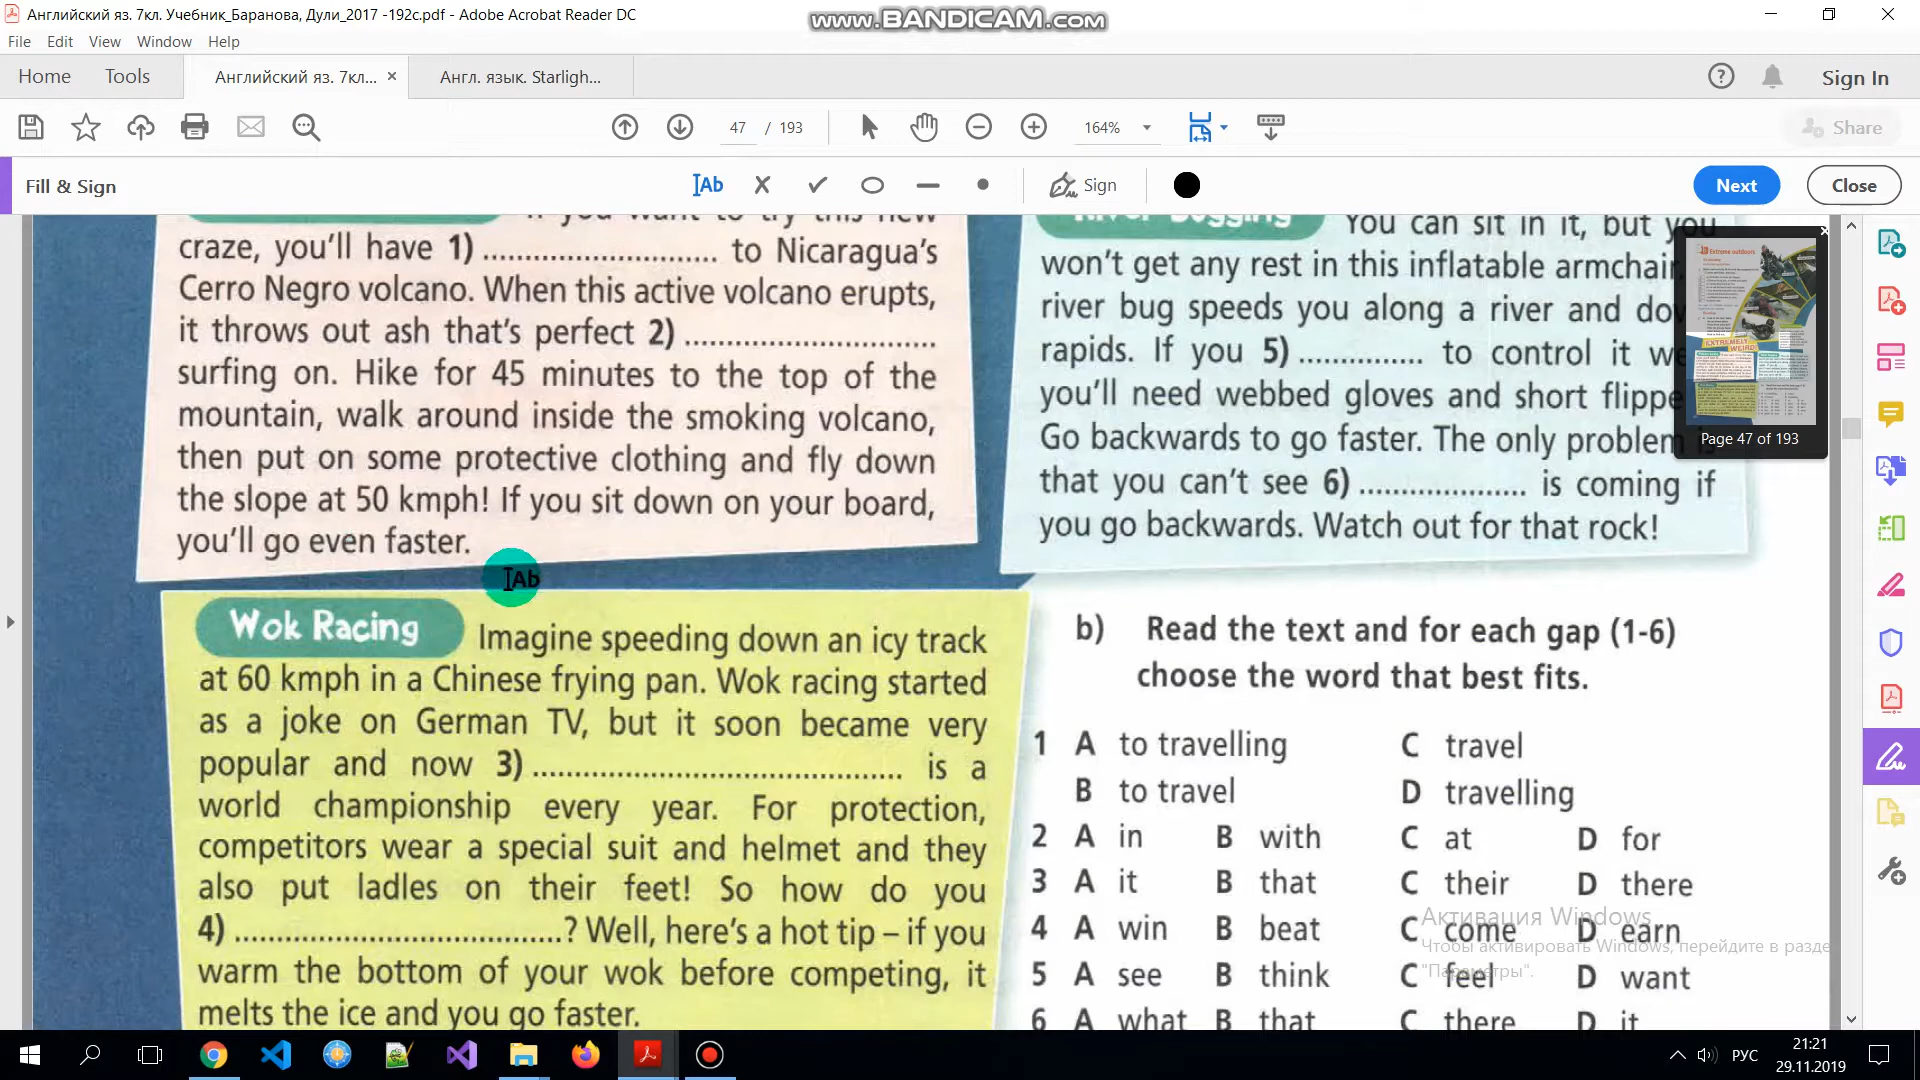 Английский яз. 7кл. Учебник_Баранова, Дули_2017 -192с.pdf - Adobe Acrobat Reader DC
www.BANDICAM.com
File Edit View Window Help
Home Tools Английский яз. 7кл... × Англ. язык. Starligh... Sign In
47 / 193 164% Share
Fill & Sign Ab Sign Next Close
if you want to try this new
craze, you'll have 1) .......................... to Nicaragua's
Cerro Negro volcano. When this active volcano erupts,
it throws out ash that's perfect 2) ............................
surfing on. Hike for 45 minutes to the top of the
mountain, walk around inside the smoking volcano,
then put on some protective clothing and fly down
the slope at 50 kmph! If you sit down on your board,
you'll go even faster.
Ab
River Bugging You can sit in it, but you
won't get any rest in this inflatable armchair
river bug speeds you along a river and do
rapids. If you 5) .............. to control it
you'll need webbed gloves and short
Go backwards to go faster. The only problem is
that you can't see 6) ................... is coming if
you go backwards. Watch out for that rock!
EXTREMELY
WEIRD
Page 47 of 193
Wok Racing Imagine speeding down an icy track
at 60 kmph in a Chinese frying pan. Wok racing started
as a joke on German TV, but it soon became very
popular and now 3) ......................................... is a
world championship every year. For protection,
competitors wear a special suit and helmet and they
also put ladles on their feet! So how do you
4) ....................................? Well, here's a hot tip – if you
warm the bottom of your wok before competing, it
melts the ice and you go faster.
b) Read the text and for each gap (1-6)
choose the word that best fits.
1 A to travelling C travel
B to travel D travelling
2 A in B with C at D for
3 A it B that C their D there
4 A win B beat C come D earn
5 A see B think C feel D want
6 A what B that C there D it
Активация Windows
Чтобы активировать Windows, перейдите в разде
"Параметры".
РУС
21:21
29.11.2019